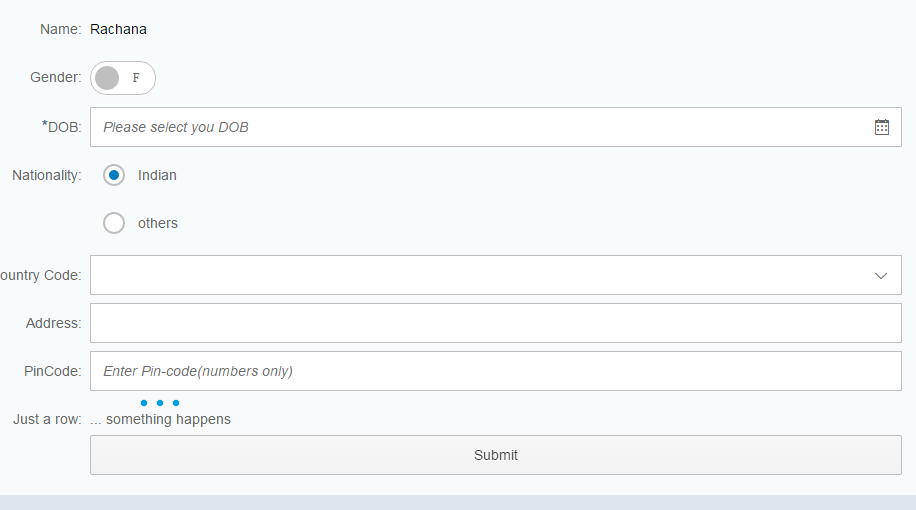 Name: Rachana
Gender: F
*DOB: Please select you DOB
Nationality: Indian
others
ountry Code:
Address:
PinCode: Enter Pin-code(numbers only)
Just a row: ... something happens
Submit